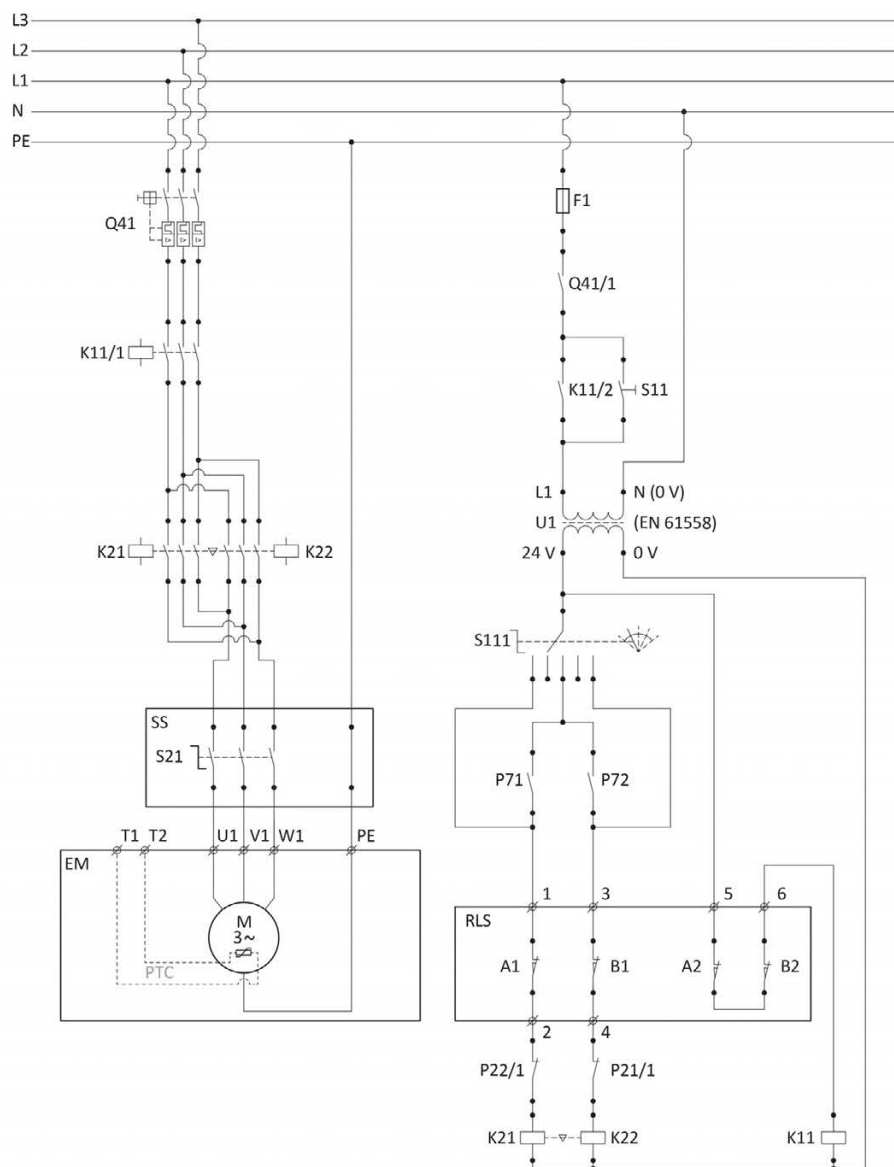 L3
L2
L1
N
PE
Q41
F1
Q41/1
K11/1
K11/2 S11
L1 N (0 V)
U1 (EN 61558)
K21 K22
24 V 0 V
S111
SS
S21
P71 P72
T1 T2 U1 V1 W1 PE
EM
1 3 5 6
RLS
M
3~
PTC
A1 B1 A2 B2
2 4
P22/1 P21/1
K21 K22 K11